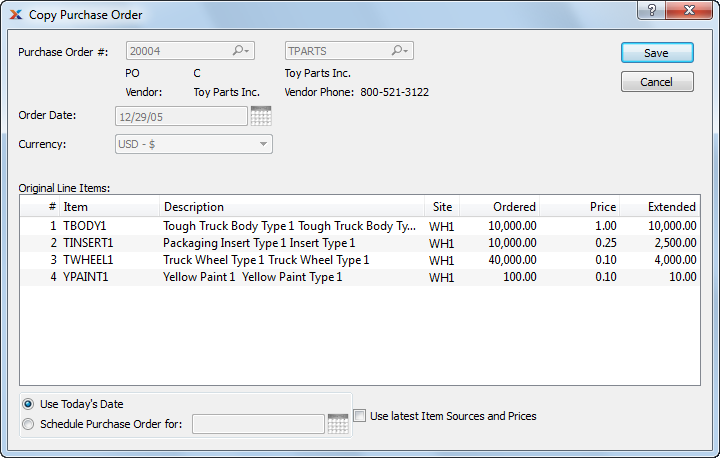 Copy Purchase Order
Purchase Order #: 20004 TPARTS
PO C Toy Parts Inc.
Vendor: Toy Parts Inc. Vendor Phone: 800-521-3122
Order Date: 12/29/05
Currency: USD - $
Save
Cancel
Original Line Items:
# Item Description Site Ordered Price Extended
1 TBODY1 Tough Truck Body Type 1 Tough Truck Body Ty... WH1 10,000.00 1.00 10,000.00
2 TINSERT1 Packaging Insert Type 1 Insert Type 1 WH1 10,000.00 0.25 2,500.00
3 TWHEEL1 Truck Wheel Type 1 Truck Wheel Type 1 WH1 40,000.00 0.10 4,000.00
4 YPAINT1 Yellow Paint 1 Yellow Paint Type 1 WH1 100.00 0.10 10.00
Use Today's Date
Schedule Purchase Order for:
Use latest Item Sources and Prices